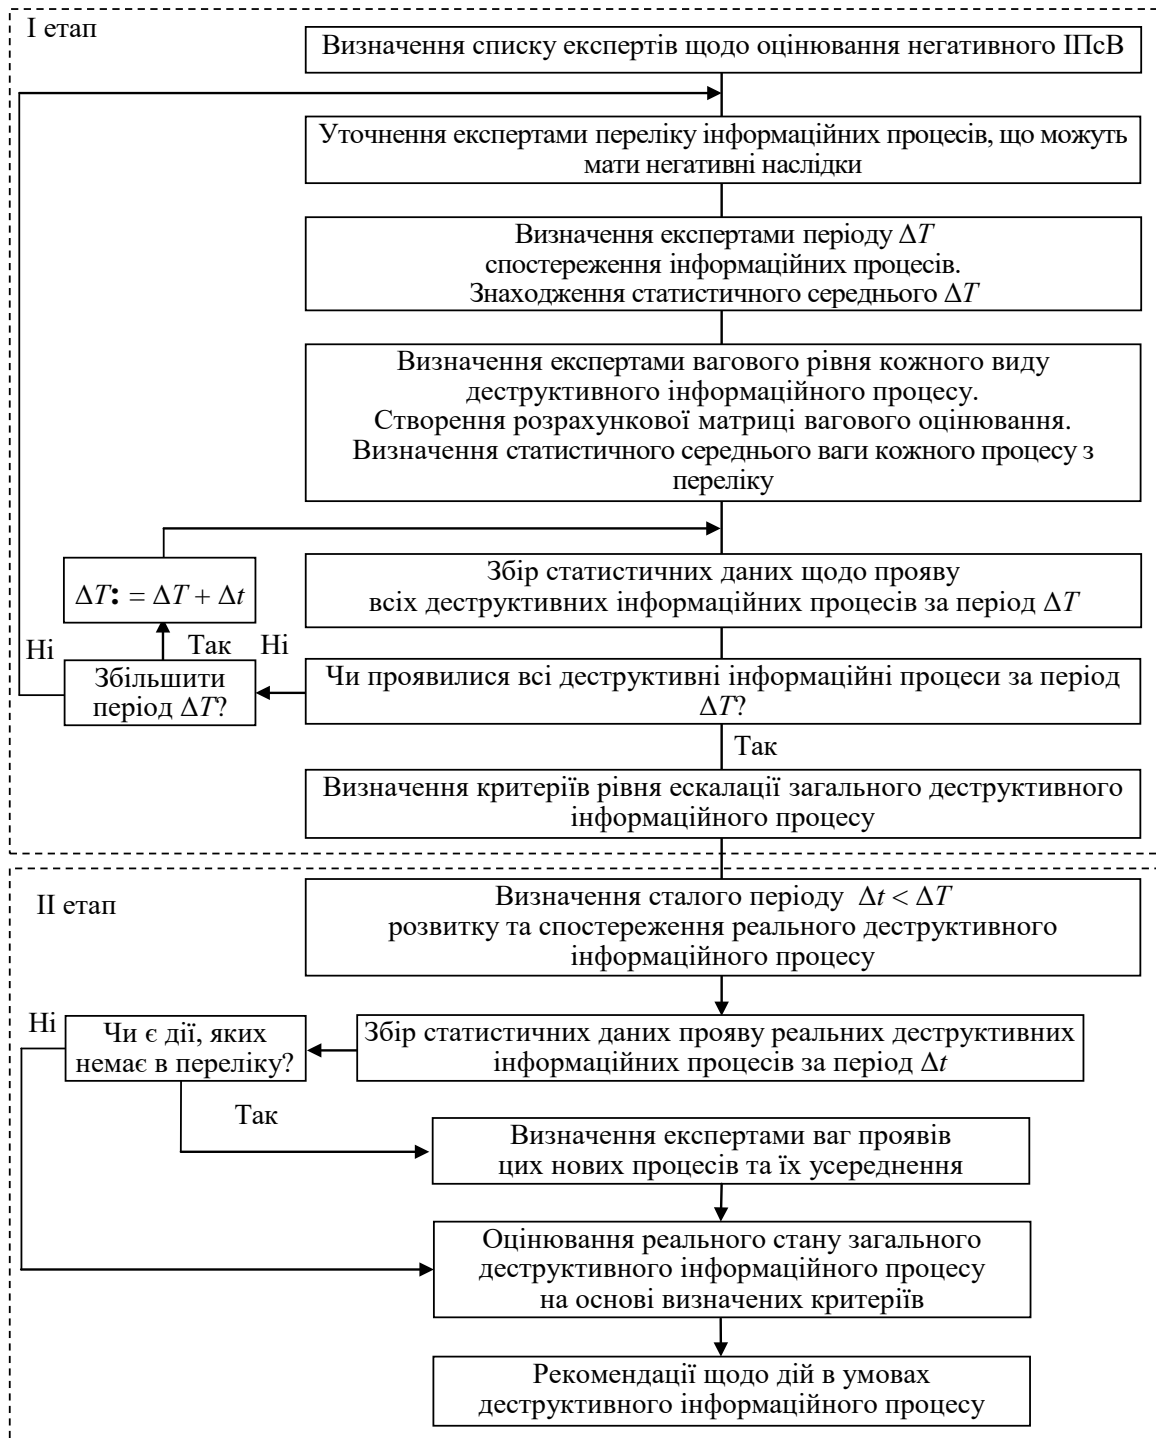 І етап
Визначення списку експертів щодо оцінювання негативного ІПсВ
Уточнення експертами переліку інформаційних процесів, що можуть
мати негативні наслідки
Визначення експертами періоду ΔT
спостереження інформаційних процесів.
Знаходження статистичного середнього ΔT
Визначення експертами вагового рівня кожного виду
деструктивного інформаційного процесу.
Створення розрахункової матриці вагового оцінювання.
Визначення статистичного середнього ваги кожного процесу з
переліку
ΔT: = ΔT + Δt
Збір статистичних даних щодо прояву
всіх деструктивних інформаційних процесів за період ΔT
Ні
Так
Ні
Збільшити
період ΔT?
Чи проявилися всі деструктивні інформаційні процеси за період
ΔT?
Так
Визначення критеріїв рівня ескалації загального деструктивного
інформаційного процесу
ІІ етап
Визначення сталого періоду Δt < ΔT
розвитку та спостереження реального деструктивного
інформаційного процесу
Ні
Чи є дії, яких
немає в переліку?
Збір статистичних даних прояву реальних деструктивних
інформаційних процесів за період Δt
Так
Визначення експертами ваг проявів
цих нових процесів та їх усереднення
Оцінювання реального стану загального
деструктивного інформаційного процесу
на основі визначених критеріїв
Рекомендації щодо дій в умовах
деструктивного інформаційного процесу